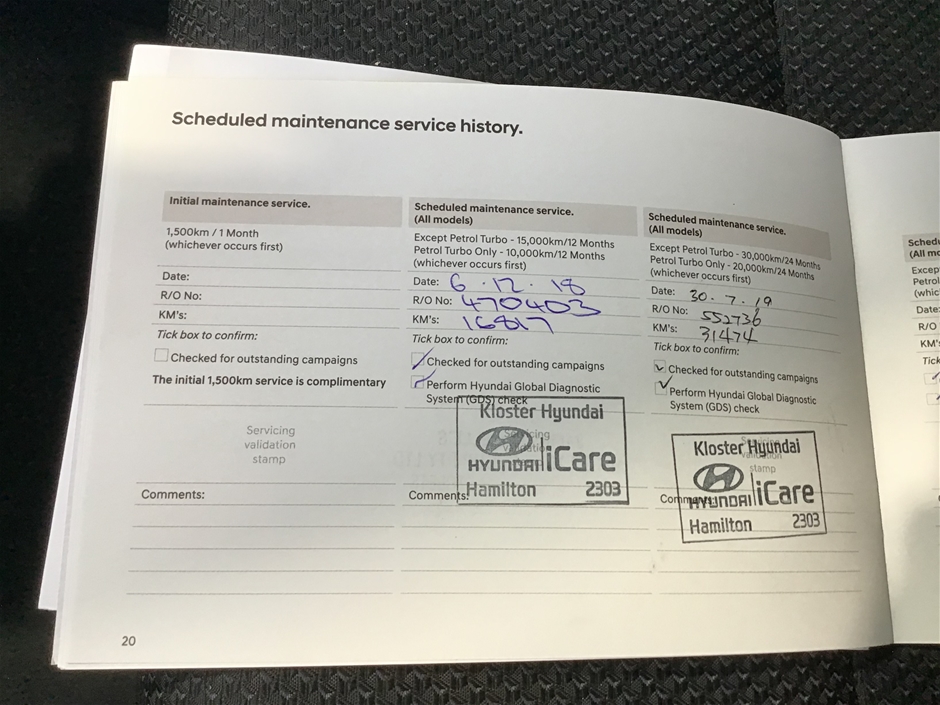 Scheduled maintenance service history.
Initial maintenance service.
1,500km / 1 Month
(whichever occurs first)
Date:
R/O No:
KM's:
Tick box to confirm:
Checked for outstanding campaigns
The initial 1,500km service is complimentary
Servicing
validation
stamp
Comments:
Scheduled maintenance service.
(All models)
Except Petrol Turbo - 15,000km/12 Months
Petrol Turbo Only - 10,000km/12 Months
(whichever occurs first)
Date: 6.12.18
R/O No: 470403
KM's: 16817
Tick box to confirm:
Checked for outstanding campaigns
Perform Hyundai Global Diagnostic
System (GDS) check
Kloster Hyundai
HYUNDAI iCare
Hamilton 2303
Comments:
Scheduled maintenance service.
(All models)
Except Petrol Turbo - 30,000km/24 Months
Petrol Turbo Only - 20,000km/24 Months
(whichever occurs first)
Date: 30.7.19
R/O No: 552736
KM's: 31474
Tick box to confirm:
Checked for outstanding campaigns
Perform Hyundai Global Diagnostic
System (GDS) check
Kloster Hyundai
stamp
HYUNDAI iCare
Hamilton 2303
20
(All
Date:
R/O
KM's